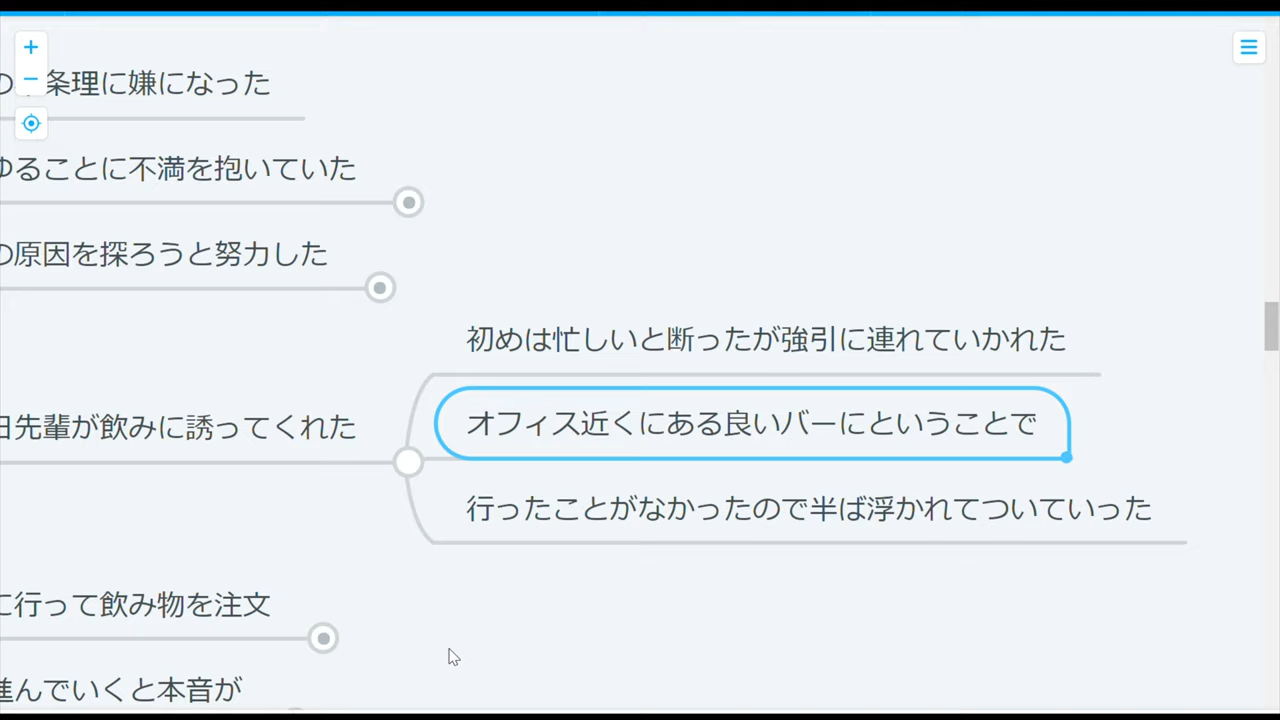 条理に嫌になった
ゆることに不満を抱いていた
の原因を探ろうと努力した
初めは忙しいと断ったが強引に連れていかれた
オフィス近くにある良いバーにということで
日先輩が飲みに誘ってくれた
行ったことがなかったので半ば浮かれてついていった
に行って飲み物を注文
進んでいくと本音が